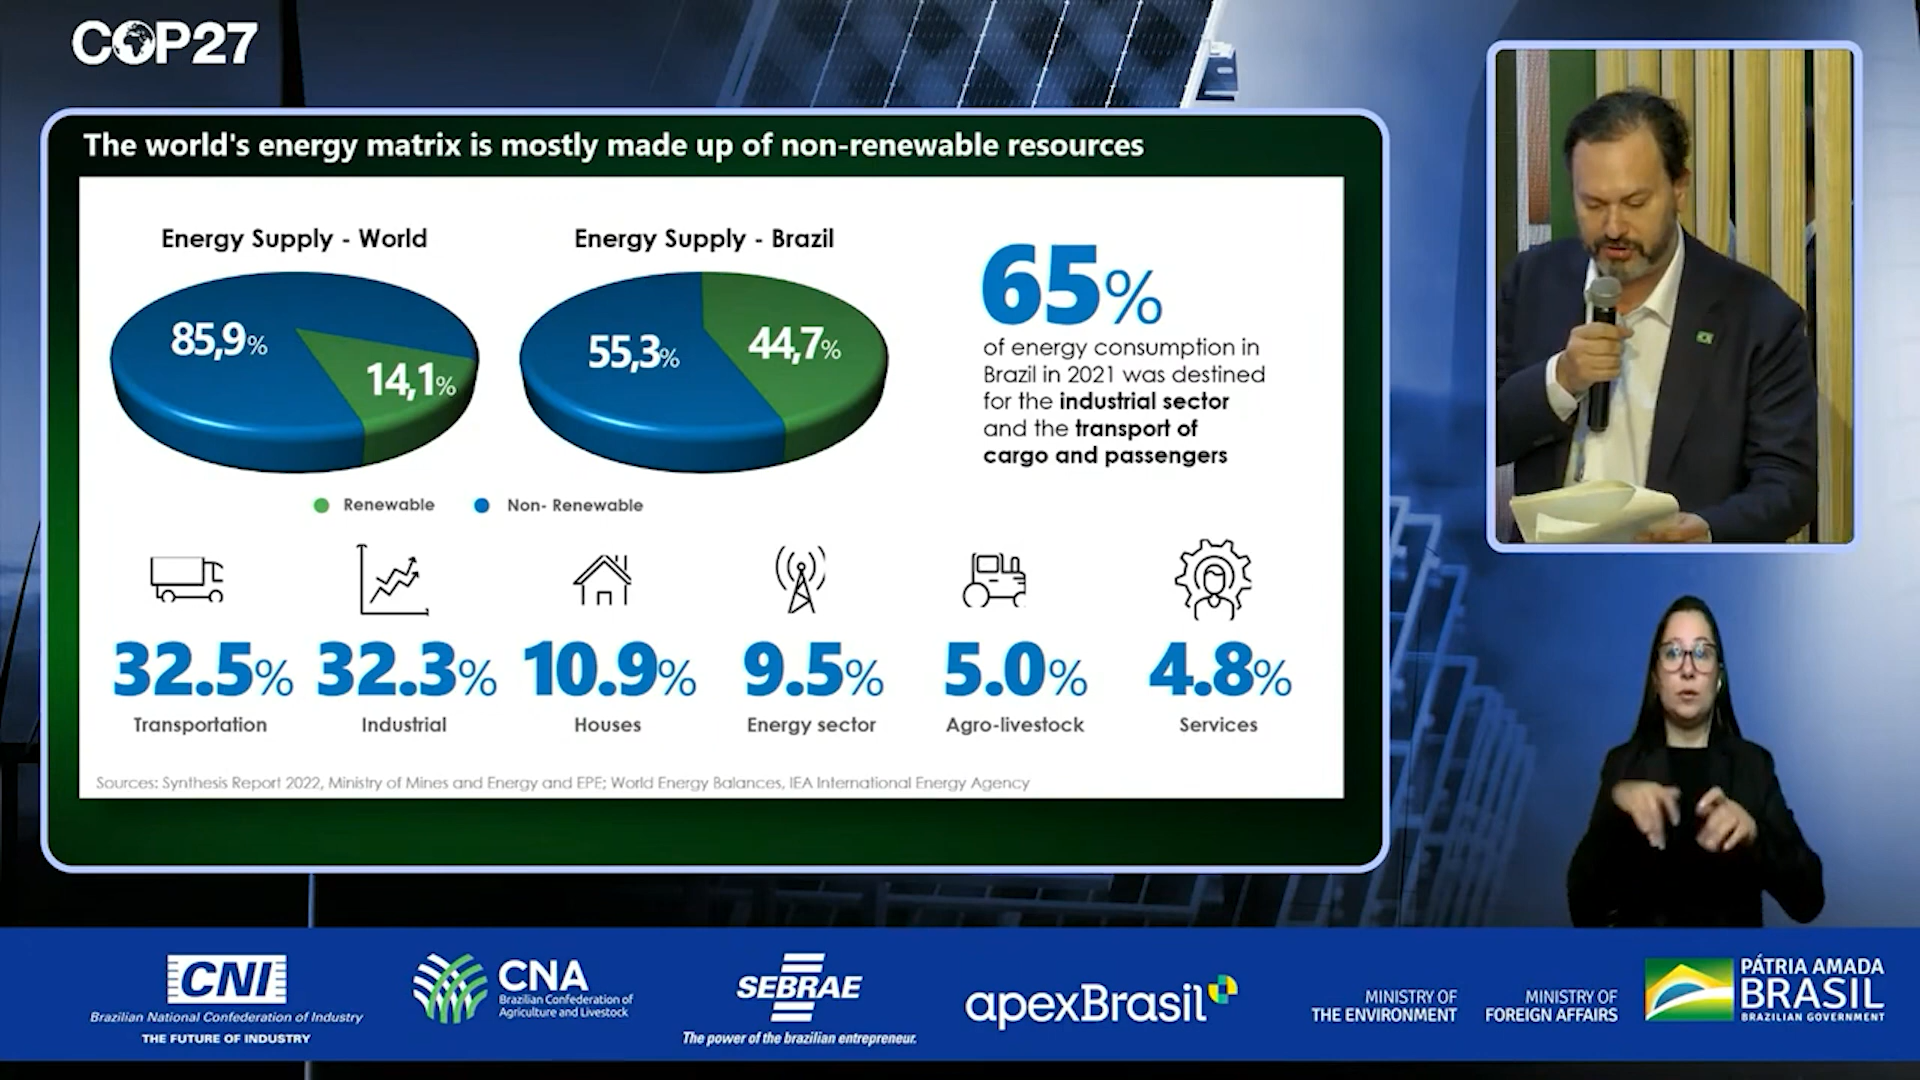 COP27
The world's energy matrix is mostly made up of non-renewable resources
Energy Supply - World
85,9%
14,1%
Energy Supply - Brazil
55,3%
44,7%
Renewable
Non- Renewable
65%
of energy consumption in
Brazil in 2021 was destined
for the industrial sector
and the transport of
cargo and passengers
32.5%
Transportation
32.3%
Industrial
10.9%
Houses
9.5%
Energy sector
5.0%
Agro-livestock
4.8%
Services
Sources: Synthesis Report 2022, Ministry of Mines and Energy and EPE; World Energy Balances, IEA International Energy Agency
CNI
Brazilian National Confederation of Industry
THE FUTURE OF INDUSTRY
CNA
Brazilian Confederation of
Agriculture and Livestock
SEBRAE
The power of the brazilian entrepreneur.
apexBrasil
MINISTRY OF
THE ENVIRONMENT
MINISTRY OF
FOREIGN AFFAIRS
PÁTRIA AMADA
BRASIL
BRAZILIAN GOVERNMENT